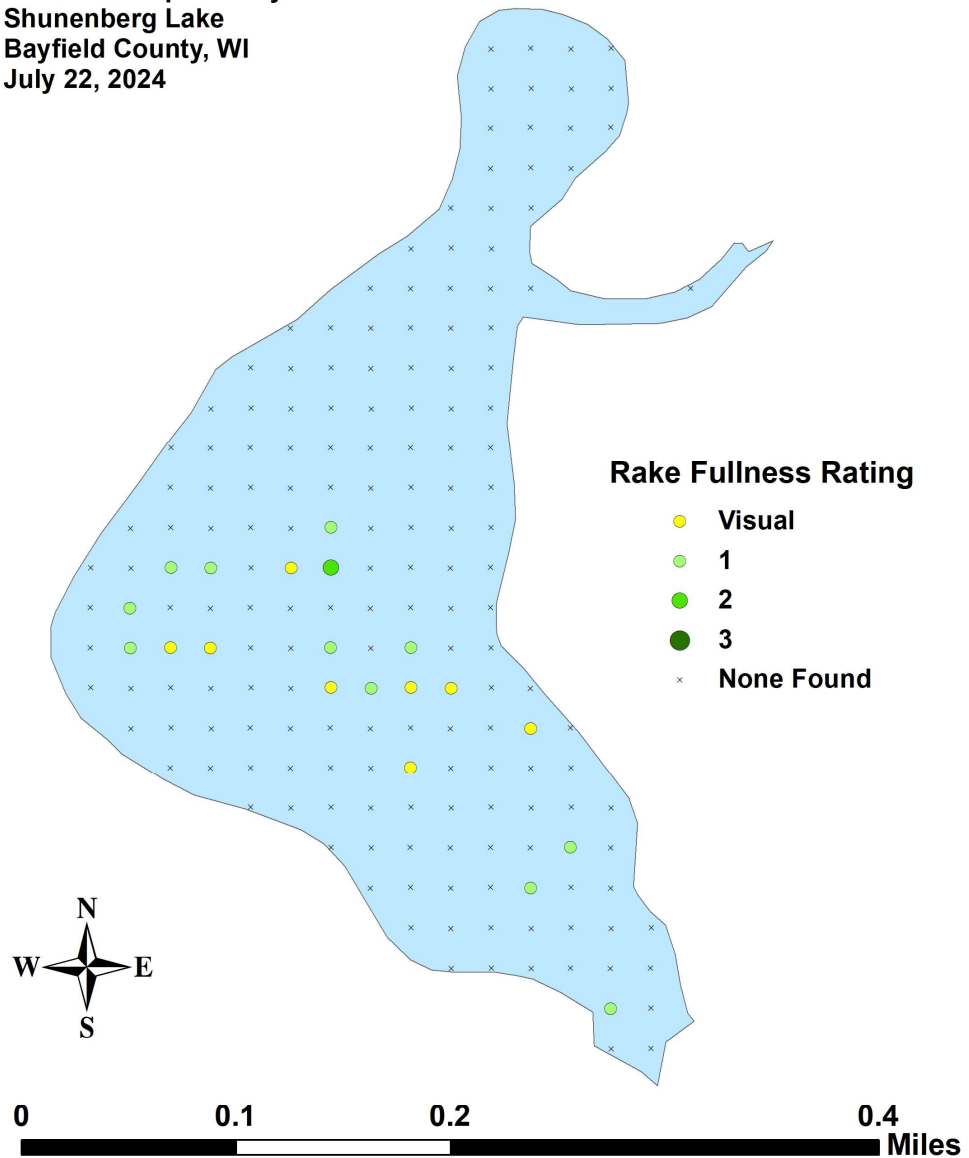 Shunenberg Lake
Bayfield County, WI
July 22, 2024
Rake Fullness Rating
Visual
1
2
3
None Found
N
W E
S
0 0.1 0.2 0.4
Miles